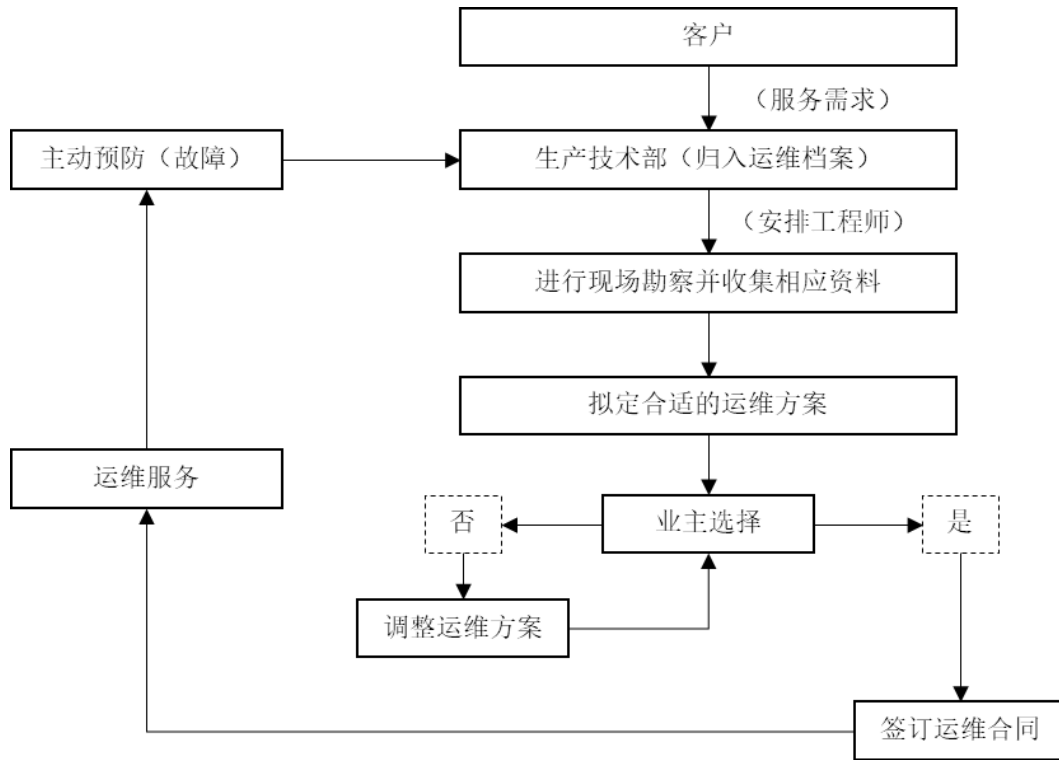 客户
（服务需求）
主动预防（故障）
生产技术部（归入运维档案）
（安排工程师）
进行现场勘察并收集相应资料
拟定合适的运维方案
运维服务
否
业主选择
是
调整运维方案
签订运维合同